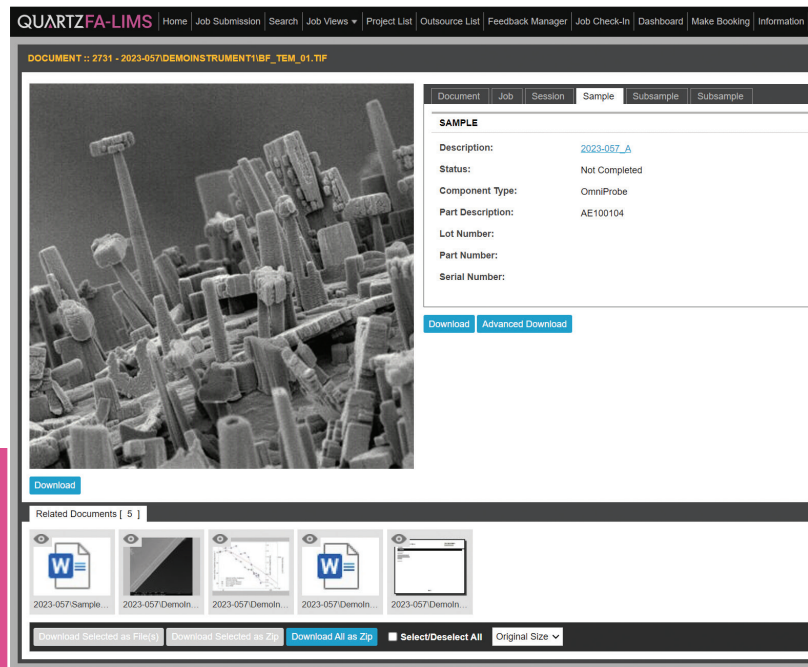 QUARTZFA-LIMS Home Job Submission Search Job Views Project List Outsource List Feedback Manager Job Check-In Dashboard Make Booking Information
DOCUMENT :: 2731 - 2023-057\DEMOINSTRUMENT1\BF_TEM_01.TIF
Document Job Session Sample Subsample Subsample
SAMPLE
Description: 2023-057_A
Status: Not Completed
Component Type: OmniProbe
Part Description: AE100104
Lot Number:
Part Number:
Serial Number:
Download Advanced Download
Download
Related Documents [ 5 ]
W W
2023-057\Sample... 2023-057\DemoIn... 2023-057\DemoIn... 2023-057\DemoIn... 2023-057\DemoIn...
Download Selected as File(s) Download Selected as Zip Download All as Zip Select/Deselect All Original Size